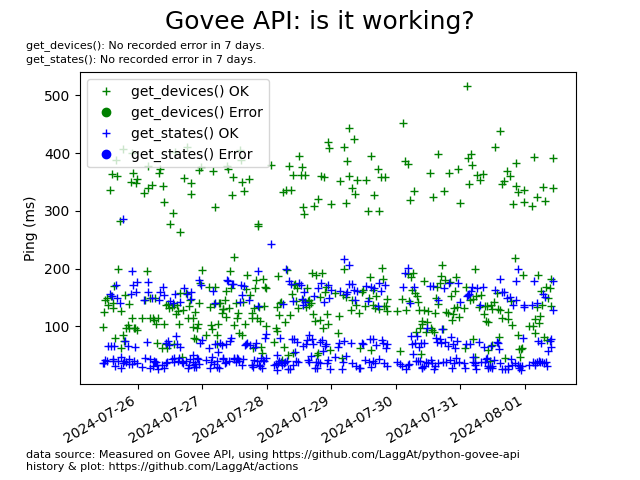 Govee API: is it working?
get_devices(): No recorded error in 7 days.
get_states(): No recorded error in 7 days.
get_devices() OK
get_devices() Error
get_states() OK
get_states() Error
Ping (ms)
500
400
300
200
100
2024-07-26
2024-07-27
2024-07-28
2024-07-29
2024-07-30
2024-07-31
2024-08-01
data source: Measured on Govee API, using https://github.com/LaggAt/python-govee-api
history & plot: https://github.com/LaggAt/actions